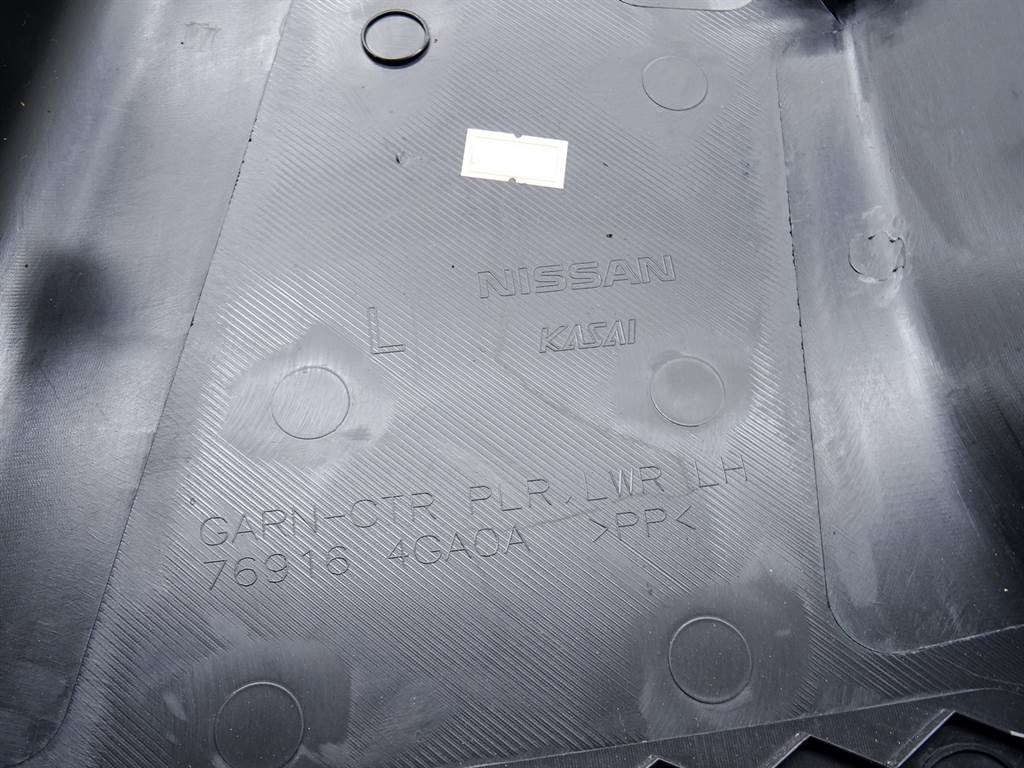 NISSAN
L
KASAI
GARN-CTR PLR,LWR LH
76916 4GA0A >PP<